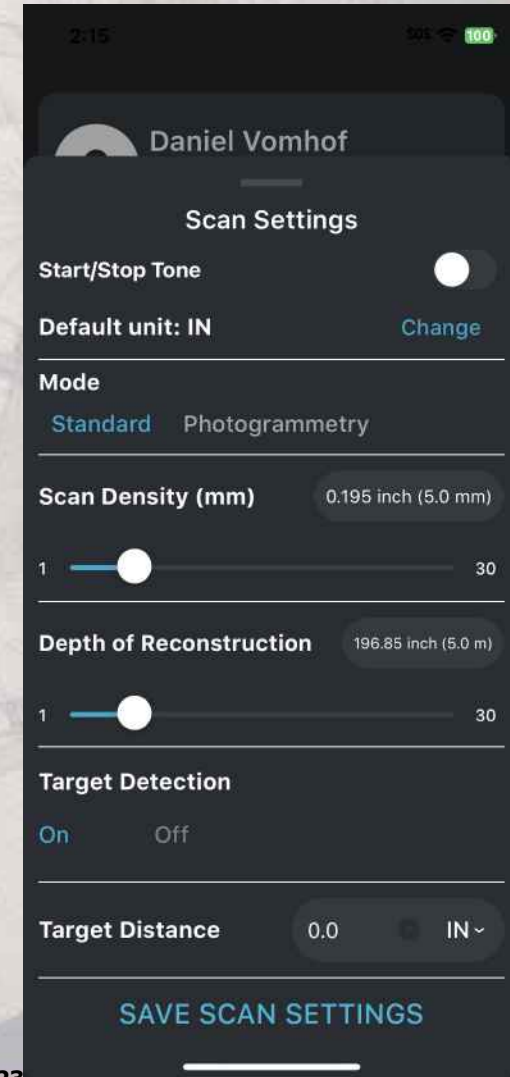 2:15 SOS 100
Daniel Vomhof
Scan Settings
Start/Stop Tone
Default unit: IN Change
Mode
Standard Photogrammetry
Scan Density (mm) 0.195 inch (5.0 mm)
1 30
Depth of Reconstruction 196.85 inch (5.0 m)
1 30
Target Detection
On Off
Target Distance 0.0 IN
SAVE SCAN SETTINGS